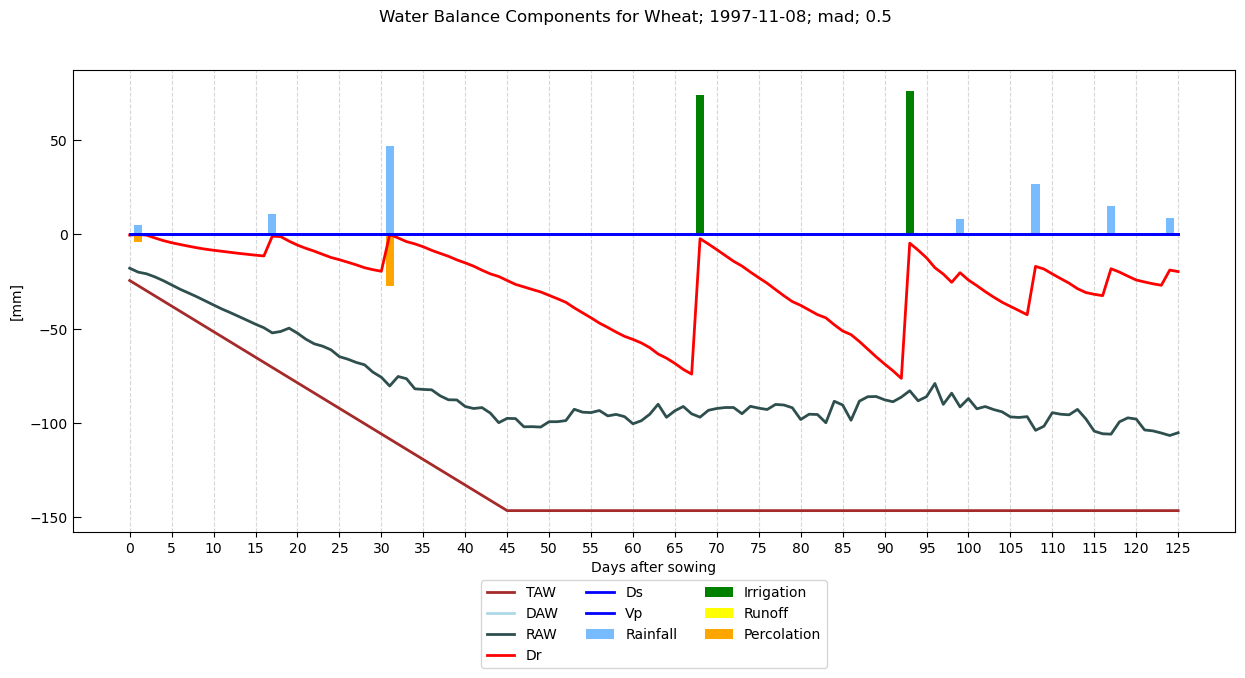 Water Balance Components for Wheat; 1997-11-08; mad; 0.5
50
0
−50
−100
−150
[mm]
0 5 10 15 20 25 30 35 40 45 50 55 60 65 70 75 80 85 90 95 100 105 110 115 120 125
Days after sowing
TAW Ds Irrigation
DAW Vp Runoff
RAW Rainfall Percolation
Dr